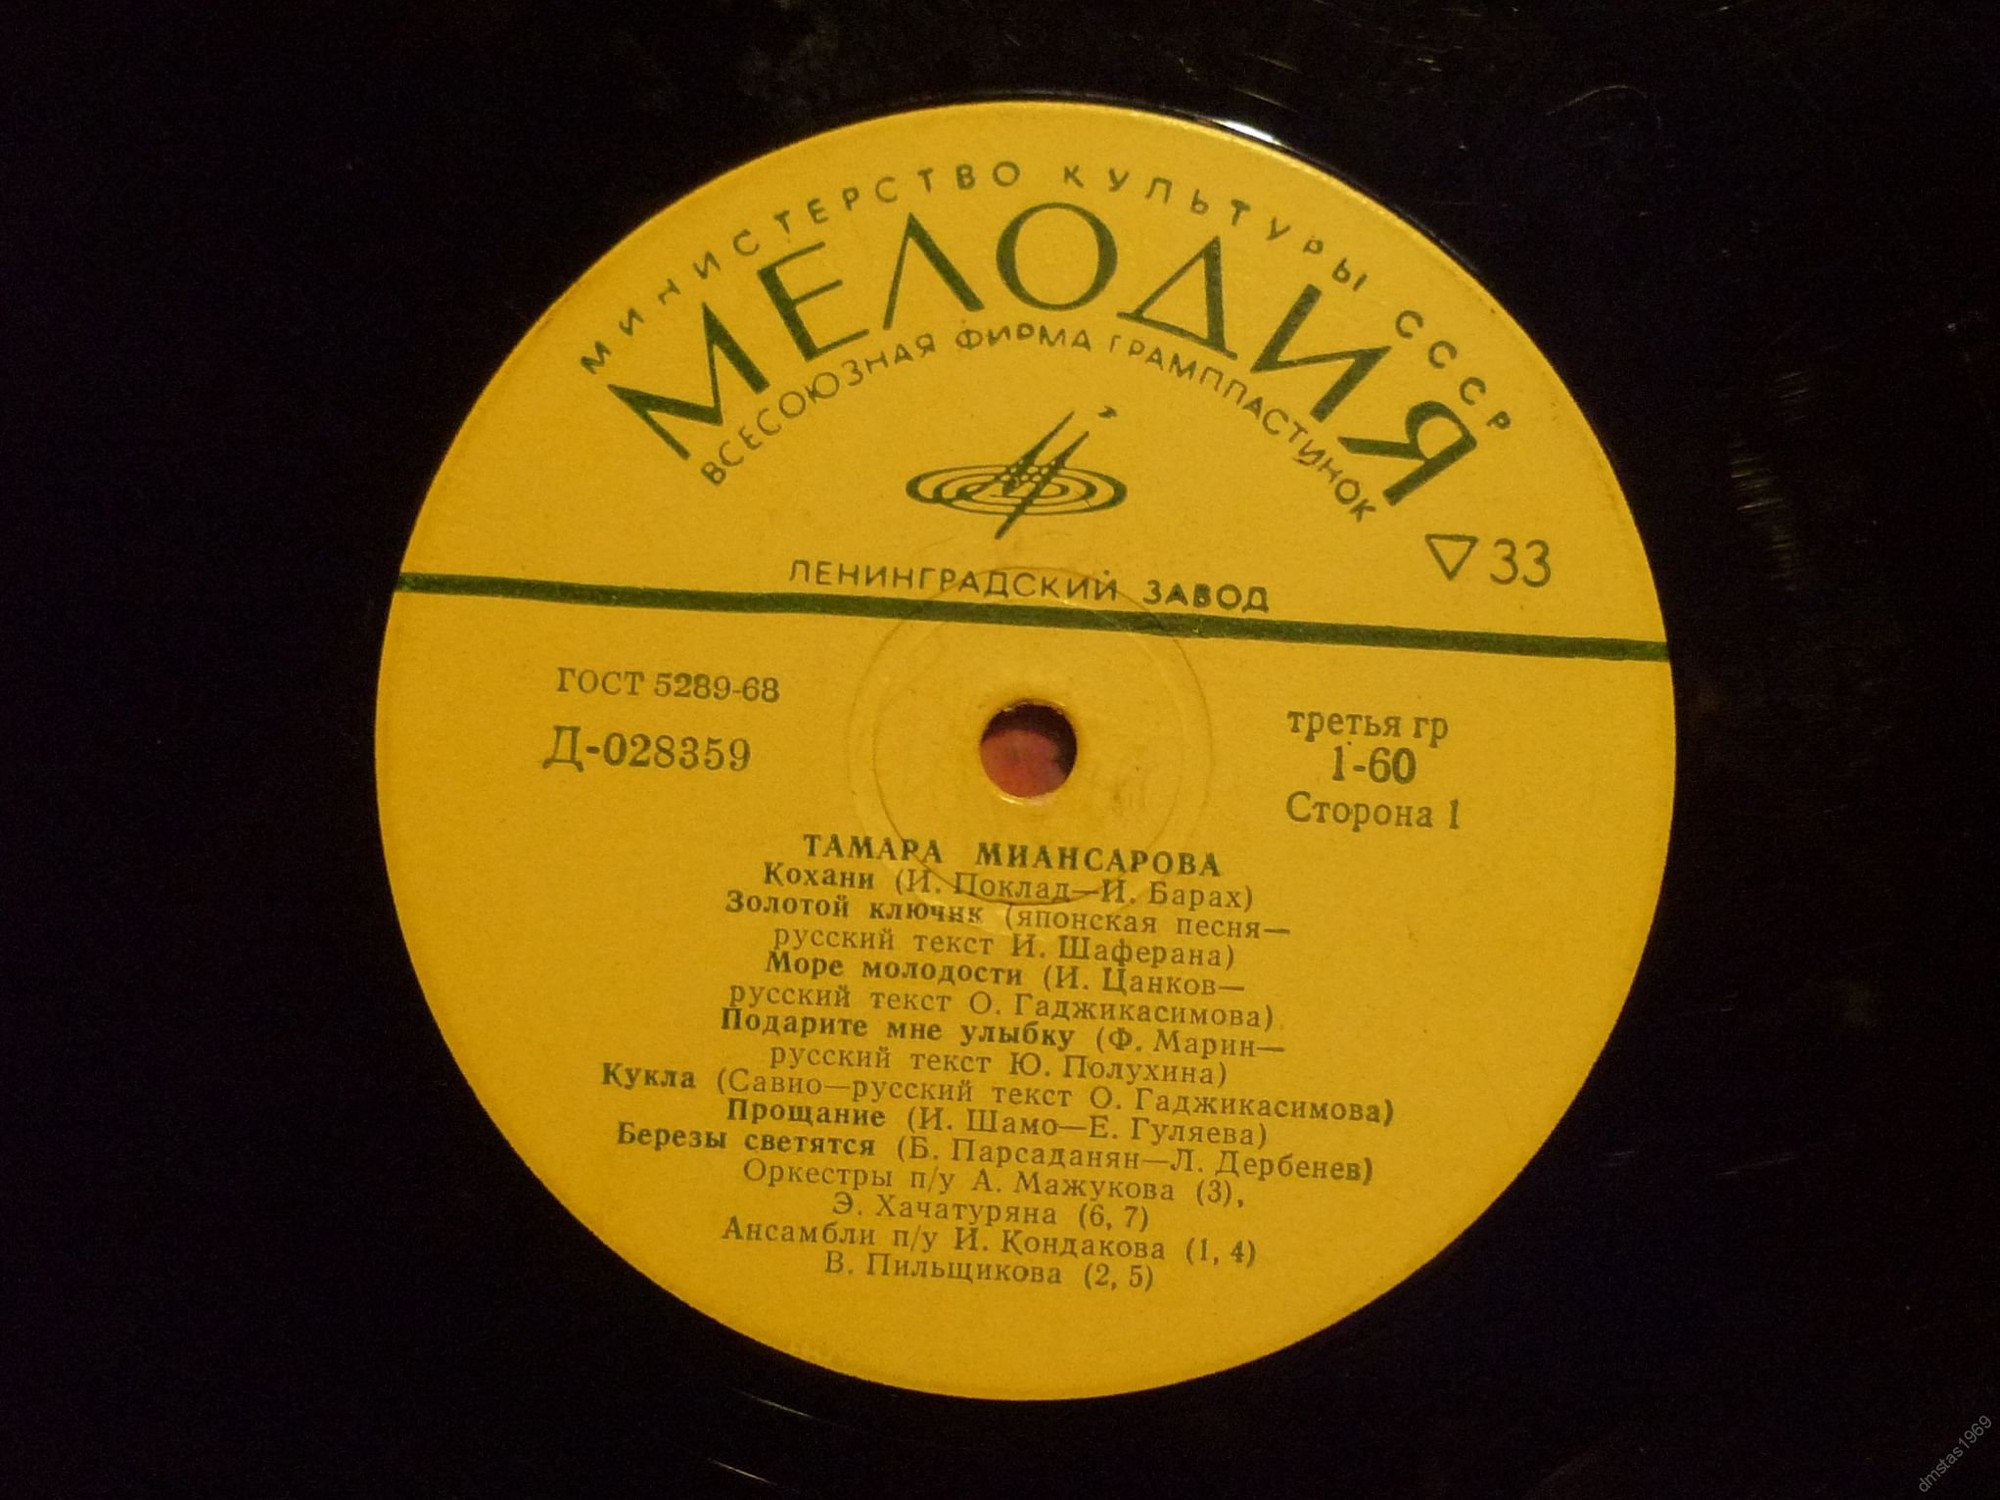 МИНИСТЕРСТВО КУЛЬТУРЫ СССР
МЕЛОДИЯ
ВСЕСОЮЗНАЯ ФИРМА ГРАМПЛАСТИНОК
▽33
ЛЕНИНГРАДСКИЙ ЗАВОД
ГОСТ 5289-68
Д-028359
третья гр
1-60
Сторона 1
ТАМАРА МИАНСАРОВА
Кохани (И. Поклад—И. Барах)
Золотой ключик (японская песня—
русский текст И. Шаферана)
Море молодости (И. Цанков—
русский текст О. Гаджикасимова)
Подарите мне улыбку (Ф. Марин—
русский текст Ю. Полухина)
Кукла (Савио—русский текст О. Гаджикасимова)
Прощание (И. Шамо—Е. Гуляева)
Березы светятся (Б. Парсаданян—Л. Дербенев)
Оркестры п/у А. Мажукова (3),
Э. Хачатуряна (6, 7)
Ансамбли п/у И. Кондакова (1, 4)
В. Пильщикова (2, 5)
dmstas1969